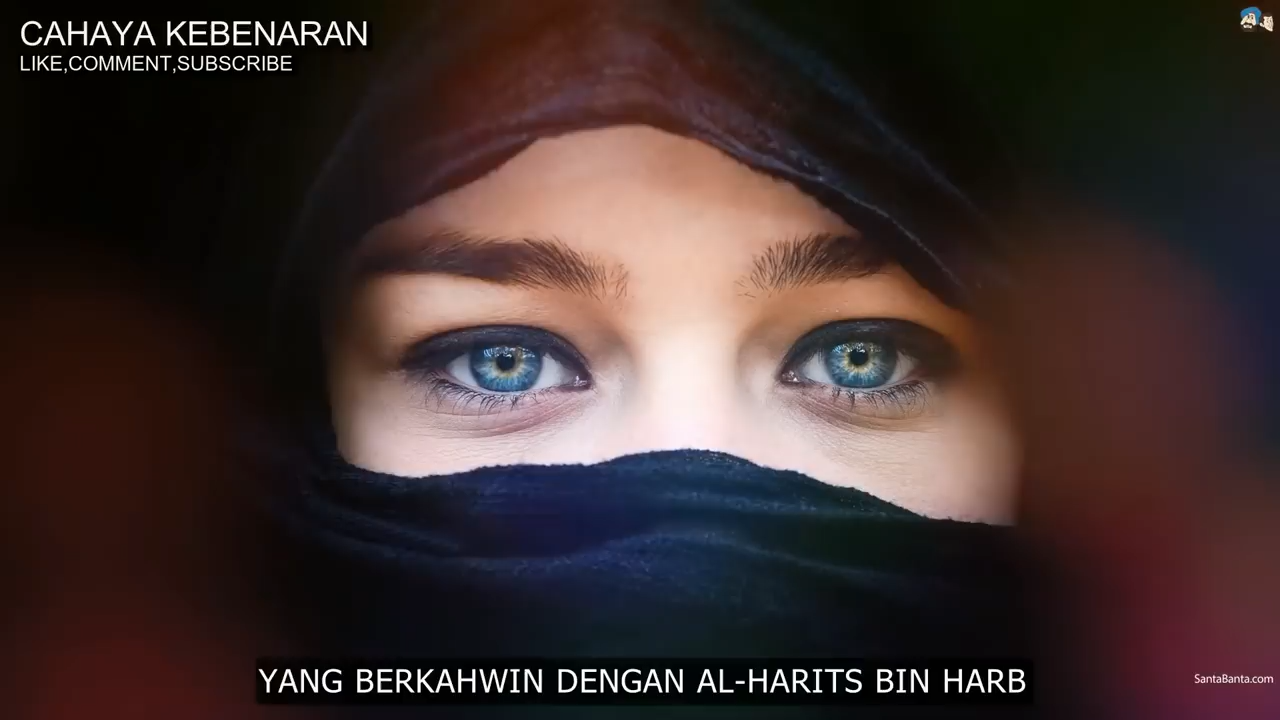 CAHAYA KEBENARAN
LIKE,COMMENT,SUBSCRIBE
YANG BERKAHWIN DENGAN AL-HARITS BIN HARB
SantaBanta.com